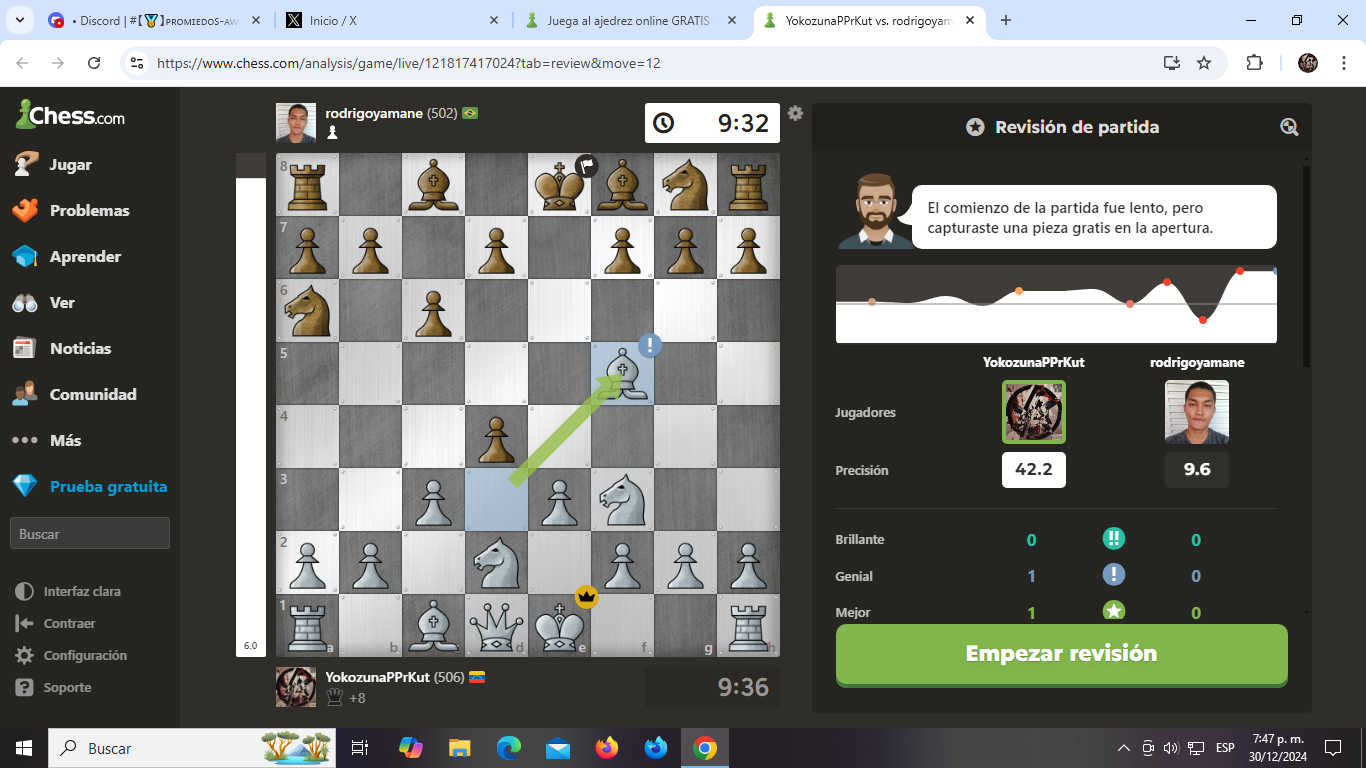 • Discord | #【🏅】ᴘʀᴏᴍɪᴇᴅᴏs-ᴀᴡ
Inicio / X
Juega al ajedrez online GRATIS
YokozunaPPrKut vs. rodrigoyam
https://www.chess.com/analysis/game/live/121817417024?tab=review&move=12
Chess.com
Jugar
Problemas
Aprender
Ver
Noticias
Comunidad
Más
Prueba gratuita
Buscar
Interfaz clara
Contraer
Configuración
Soporte
rodrigoyamane (502)
9:32
8
7
6
5
4
3
2
1
a
b
c
d
e
f
g
h
!
6.0
YokozunaPPrKut (506)
+8
9:36
Revisión de partida
El comienzo de la partida fue lento, pero
capturaste una pieza gratis en la apertura.
YokozunaPPrKut rodrigoyamane
Jugadores
Precisión 42.2 9.6
Brillante 0 !! 0
Genial 1 ! 0
Mejor 1 0
Empezar revisión
Buscar
ESP
7:47 p. m.
30/12/2024